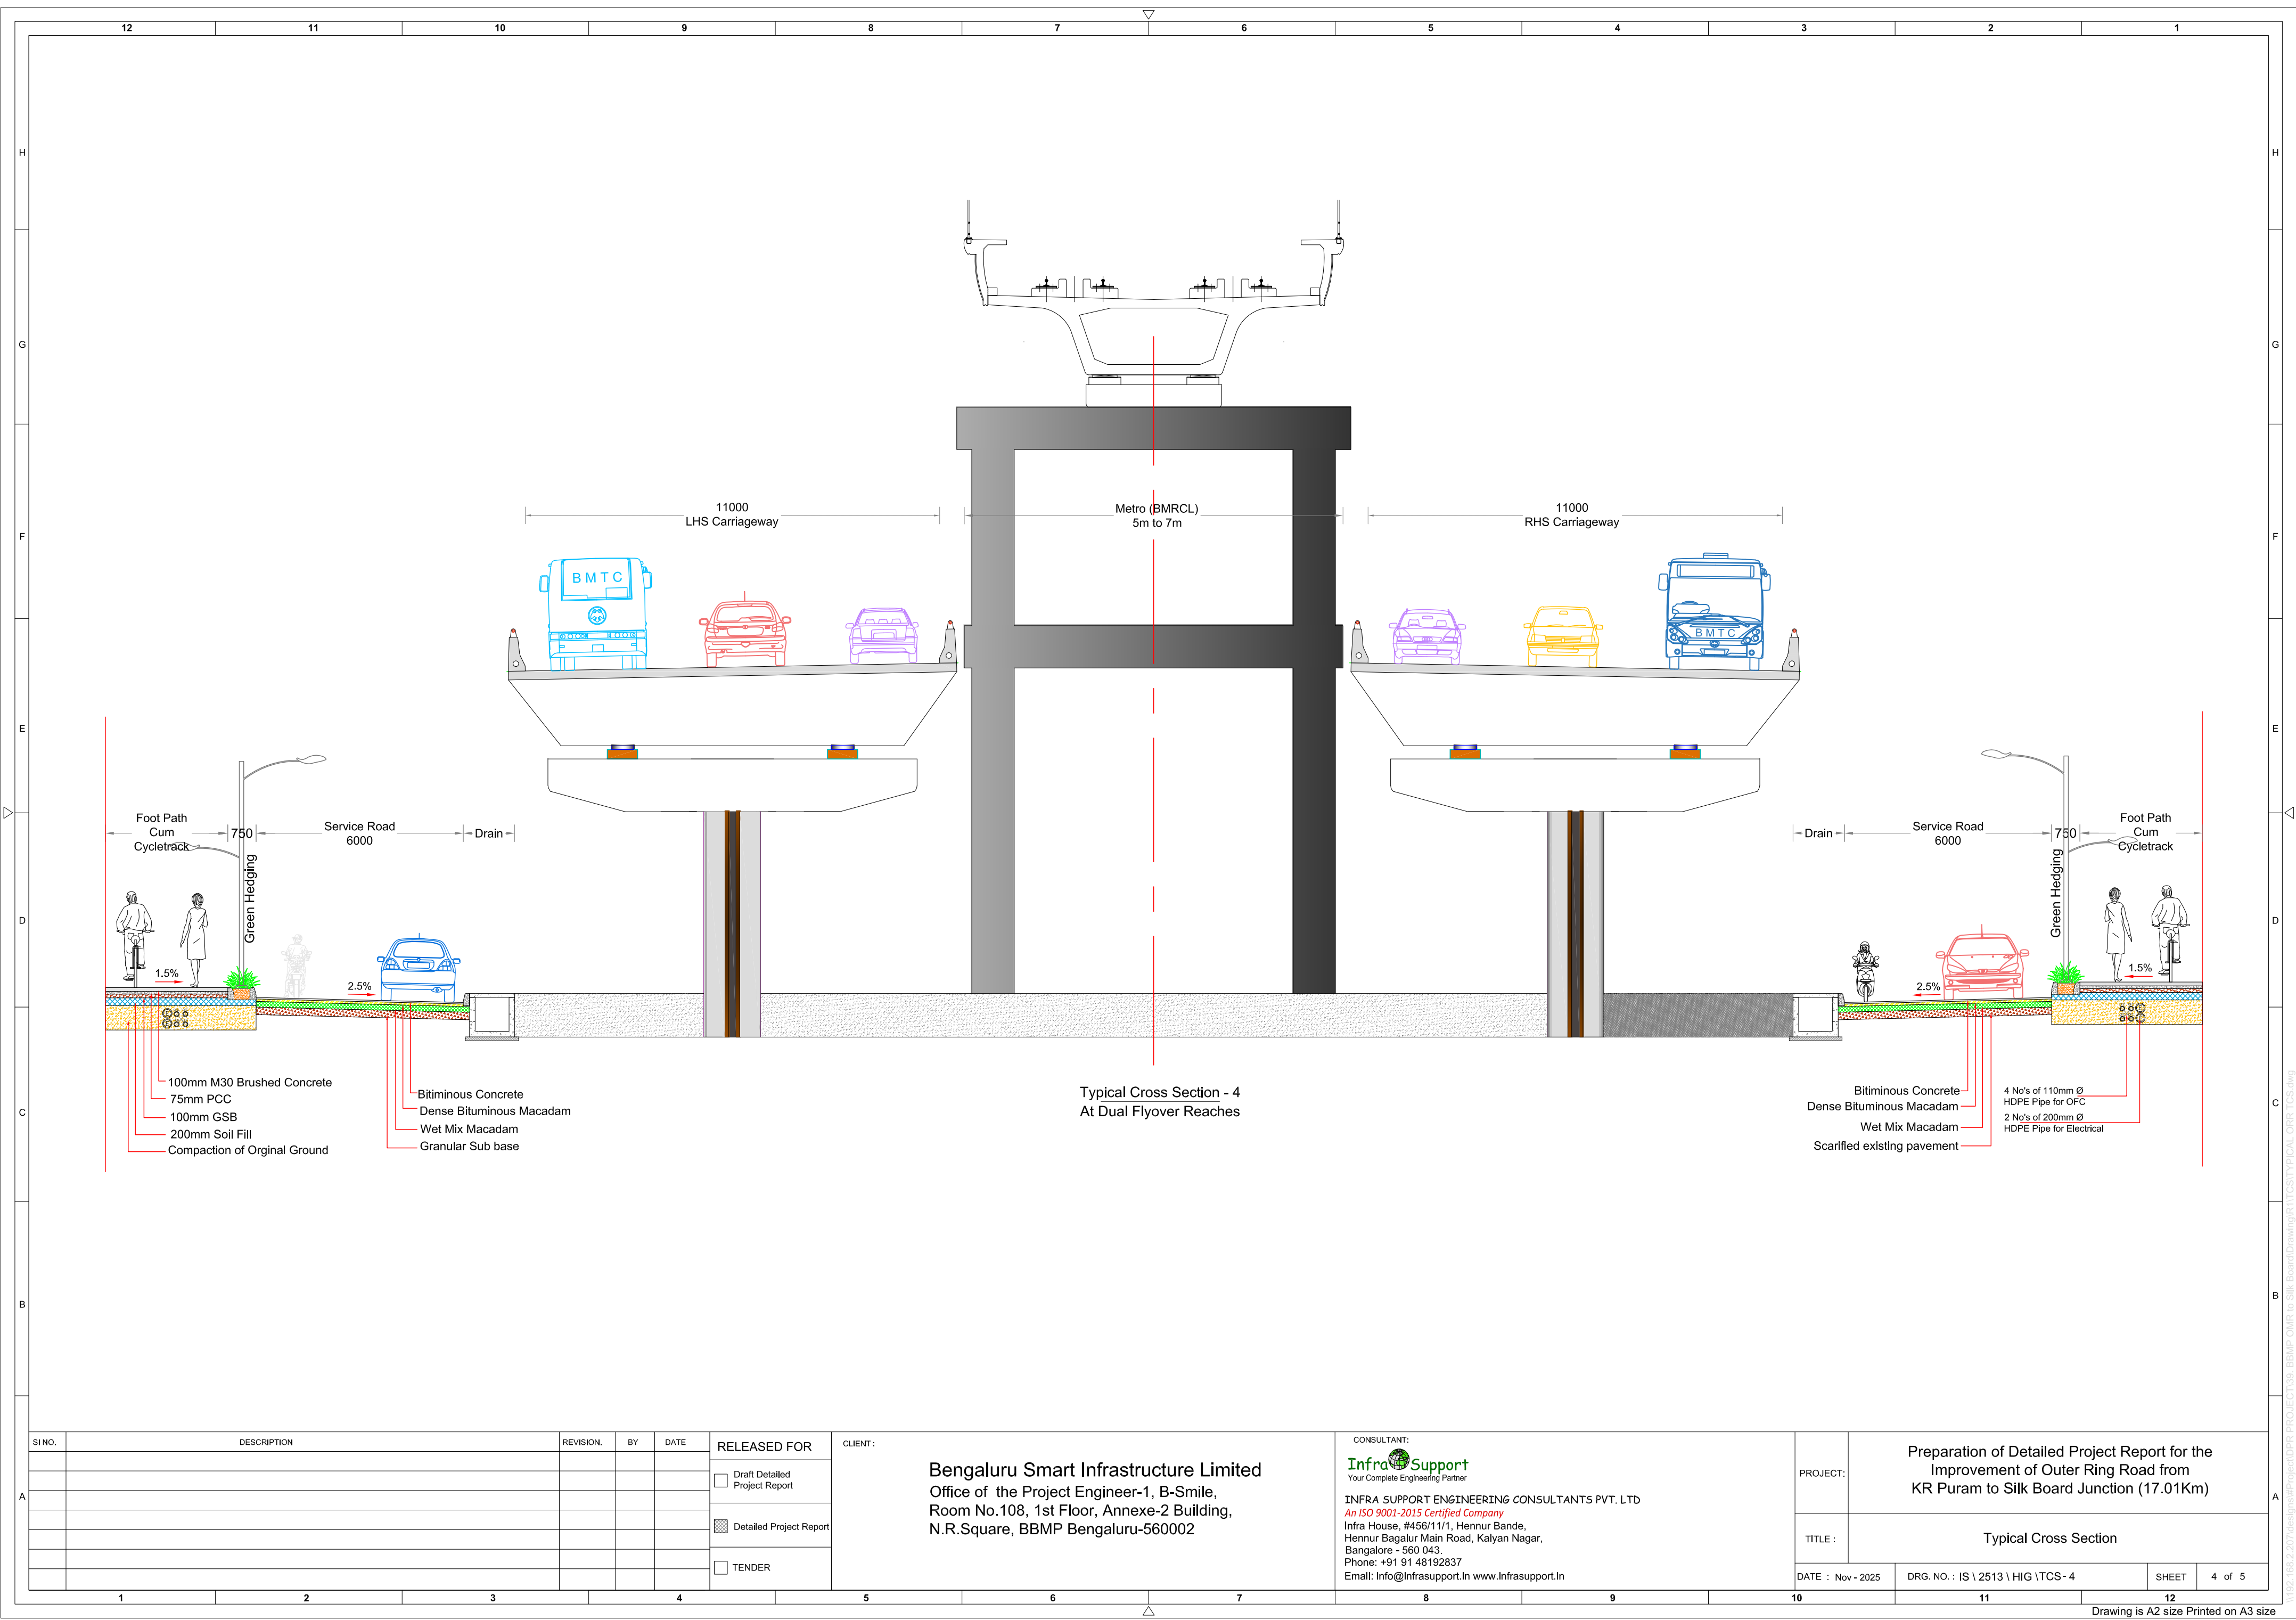 12 11 10 9 8 7 6 5 4 3 2 1
H H
G G
F F
E E
D D
C C
B B
A A
11000
LHS Carriageway
Metro (BMRCL)
5m to 7m
11000
RHS Carriageway
BMTC
BMTC
Foot Path
Cum
Cycletrack
750
Green Hedging
Service Road
6000
Drain
1.5%
2.5%
Drain
Service Road
6000
750
Green Hedging
Foot Path
Cum
Cycletrack
2.5%
1.5%
100mm M30 Brushed Concrete
75mm PCC
100mm GSB
200mm Soil Fill
Compaction of Orginal Ground
Bitiminous Concrete
Dense Bituminous Macadam
Wet Mix Macadam
Granular Sub base
Typical Cross Section - 4
At Dual Flyover Reaches
Bitiminous Concrete
Dense Bituminous Macadam
Wet Mix Macadam
Scarified existing pavement
4 No's of 110mm Ø
HDPE Pipe for OFC
2 No's of 200mm Ø
HDPE Pipe for Electrical
SI NO. DESCRIPTION REVISION. BY DATE
RELEASED FOR
Draft Detailed
Project Report
Detailed Project Report
TENDER
CLIENT :
Bengaluru Smart Infrastructure Limited
Office of the Project Engineer-1, B-Smile,
Room No.108, 1st Floor, Annexe-2 Building,
N.R.Square, BBMP Bengaluru-560002
CONSULTANT:
Infra Support
Your Complete Engineering Partner
INFRA SUPPORT ENGINEERING CONSULTANTS PVT. LTD
An ISO 9001-2015 Certified Company
Infra House, #456/11/1, Hennur Bande,
Hennur Bagalur Main Road, Kalyan Nagar,
Bangalore - 560 043.
Phone: +91 91 48192837
Email: Info@Infrasupport.In www.Infrasupport.In
PROJECT:
Preparation of Detailed Project Report for the
Improvement of Outer Ring Road from
KR Puram to Silk Board Junction (17.01Km)
TITLE :
Typical Cross Section
DATE : Nov - 2025
DRG. NO. : IS \ 2513 \ HIG \TCS- 4
SHEET 4 of 5
1 2 3 4 5 6 7 8 9 10 11 12
Drawing is A2 size Printed on A3 size